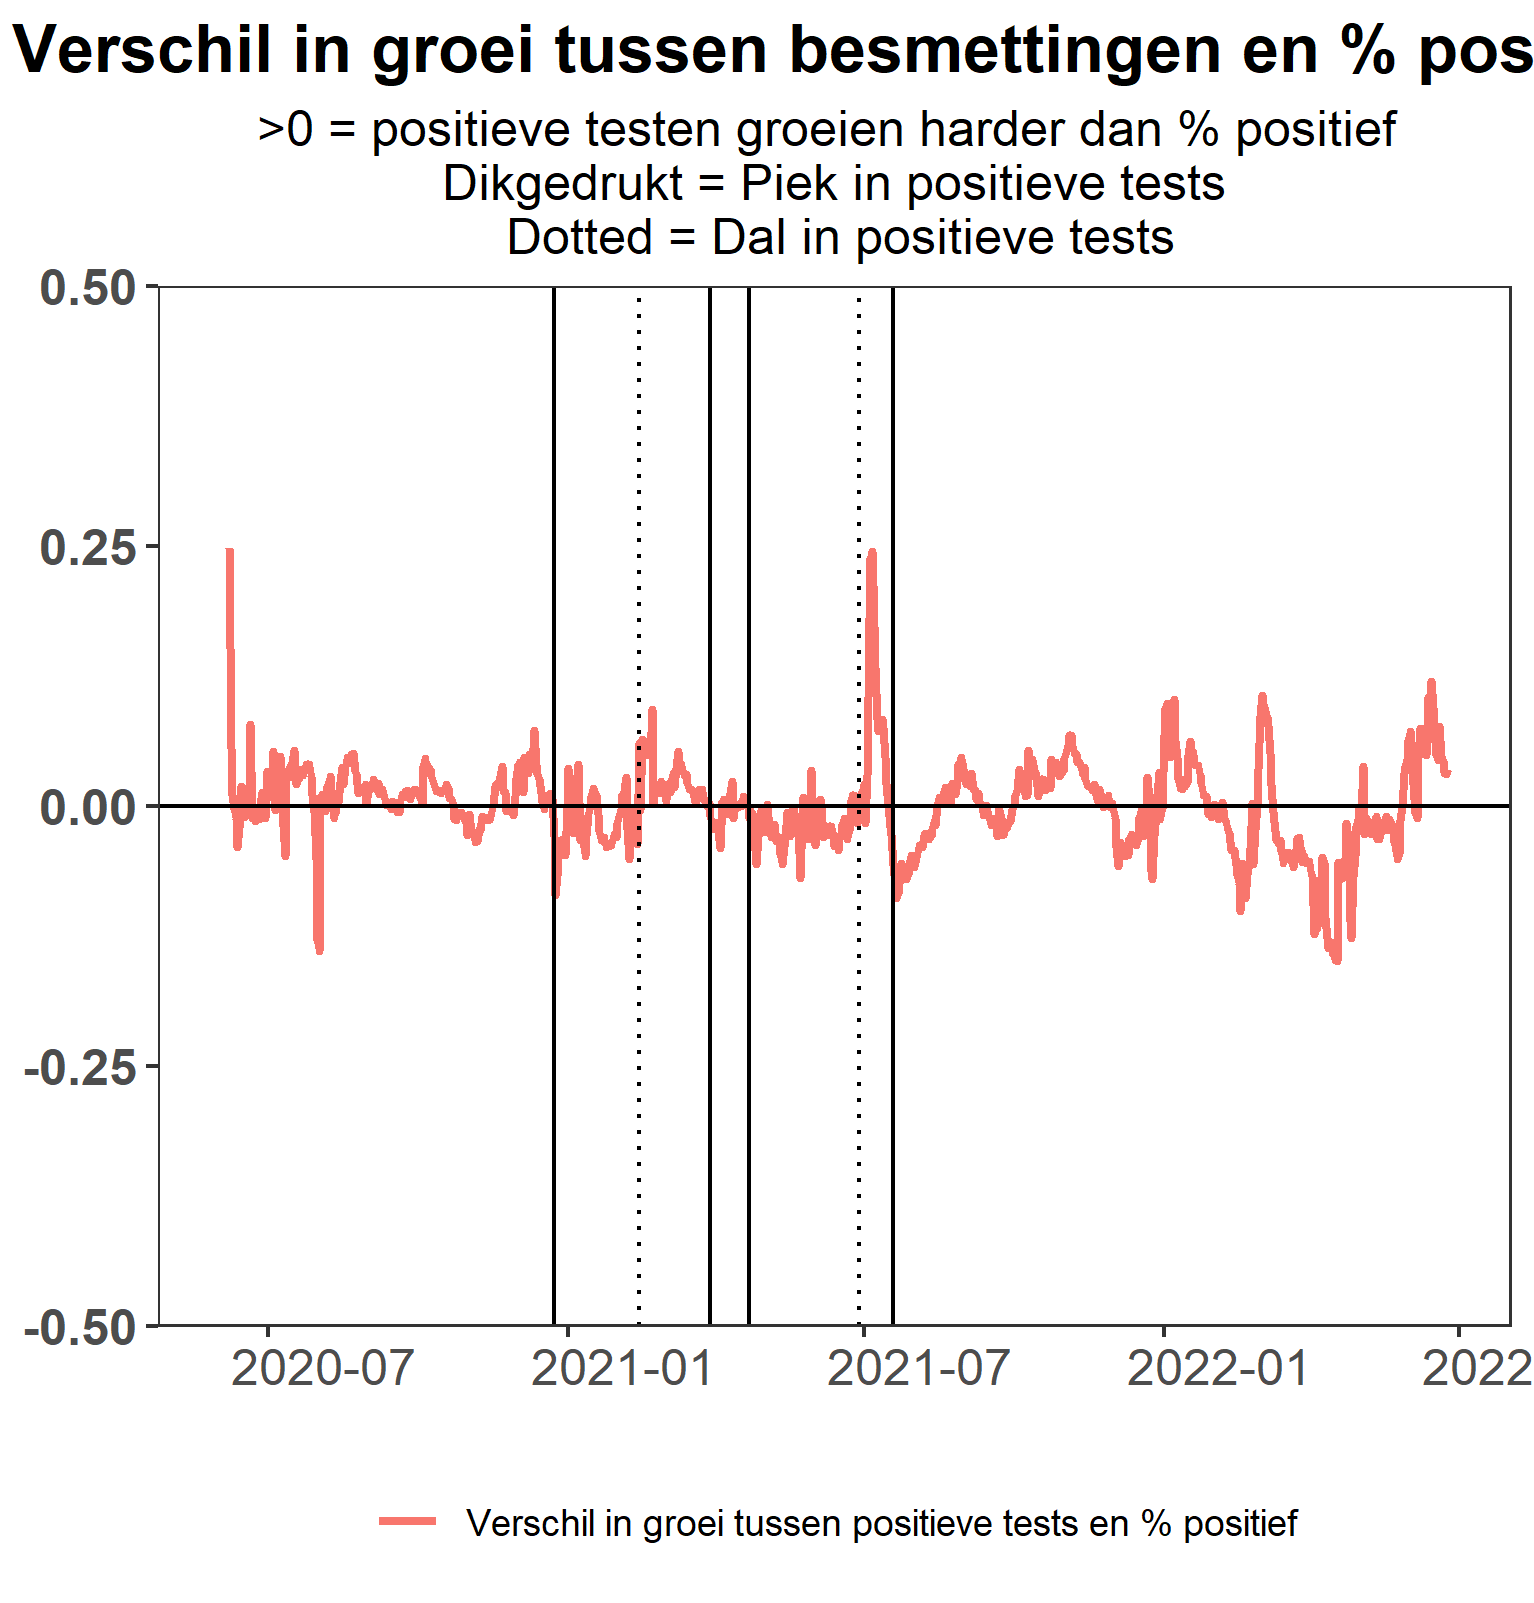 Verschil in groei tussen besmettingen en % pos
>0 = positieve testen groeien harder dan % positief
Dikgedrukt = Piek in positieve tests
Dotted = Dal in positieve tests
0.50
0.25
0.00
-0.25
-0.50
2020-07 2021-01 2021-07 2022-01 2022
Verschil in groei tussen positieve tests en % positief